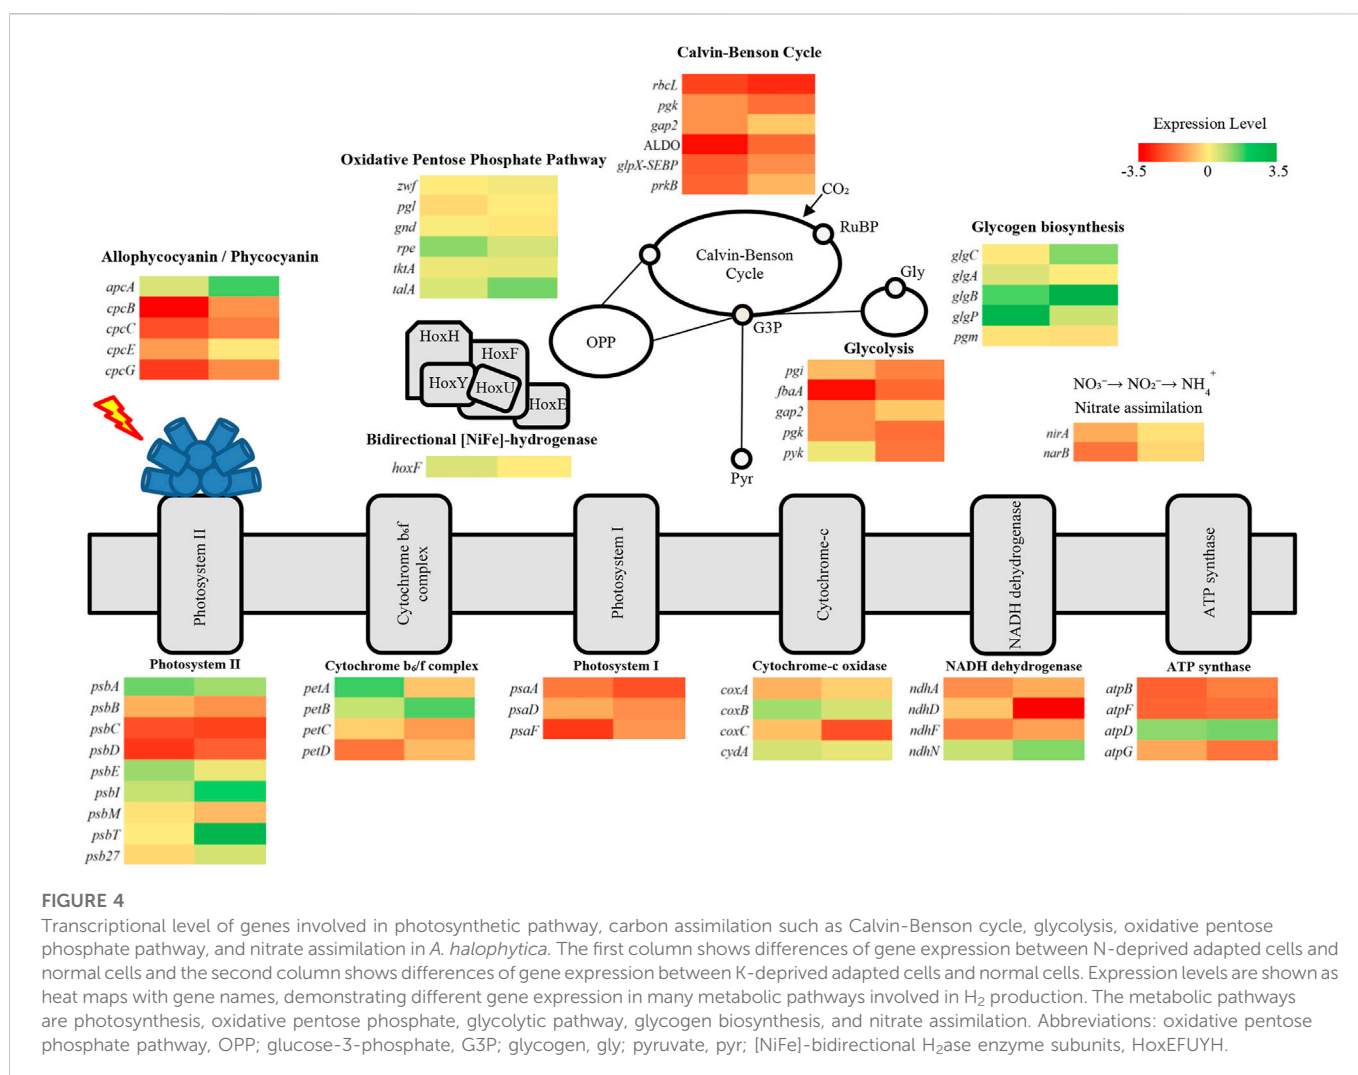 Calvin-Benson Cycle
rbcL
pgk
gap2
ALDO
glpX-SEBP
prkB
Expression Level
-3.5 0 3.5
Oxidative Pentose Phosphate Pathway
zwf
pgl
gnd
rpe
tktA
talA
CO₂
RuBP
Calvin-Benson
Cycle
Gly
G3P
OPP
Pyr
Glycogen biosynthesis
glgC
glgA
glgB
glgP
pgm
Allophycocyanin / Phycocyanin
apcA
cpcB
cpcC
cpcE
cpcG
HoxH
HoxF
HoxY
HoxU
HoxE
Bidirectional [NiFe]-hydrogenase
hoxF
Glycolysis
pgi
fbaA
gap2
pgk
pyk
NO₃⁻→ NO₂⁻→ NH₄⁺
Nitrate assimilation
nirA
narB
Photosystem II
Cytochrome b₆f
complex
Photosystem I
Cytochrome-c
NADH dehydrogenase
ATP synthase
Photosystem II
psbA
psbB
psbC
psbD
psbE
psbI
psbM
psbT
psb27
Cytochrome b₆/f complex
petA
petB
petC
petD
Photosystem I
psaA
psaD
psaF
Cytochrome-c oxidase
coxA
coxB
coxC
cydA
NADH dehydrogenase
ndhA
ndhD
ndhF
ndhN
ATP synthase
atpB
atpF
atpD
atpG
FIGURE 4
Transcriptional level of genes involved in photosynthetic pathway, carbon assimilation such as Calvin-Benson cycle, glycolysis, oxidative pentose
phosphate pathway, and nitrate assimilation in A. halophytica. The first column shows differences of gene expression between N-deprived adapted cells and
normal cells and the second column shows differences of gene expression between K-deprived adapted cells and normal cells. Expression levels are shown as
heat maps with gene names, demonstrating different gene expression in many metabolic pathways involved in H₂ production. The metabolic pathways
are photosynthesis, oxidative pentose phosphate, glycolytic pathway, glycogen biosynthesis, and nitrate assimilation. Abbreviations: oxidative pentose
phosphate pathway, OPP; glucose-3-phosphate, G3P; glycogen, gly; pyruvate, pyr; [NiFe]-bidirectional H₂ase enzyme subunits, HoxEFUYH.